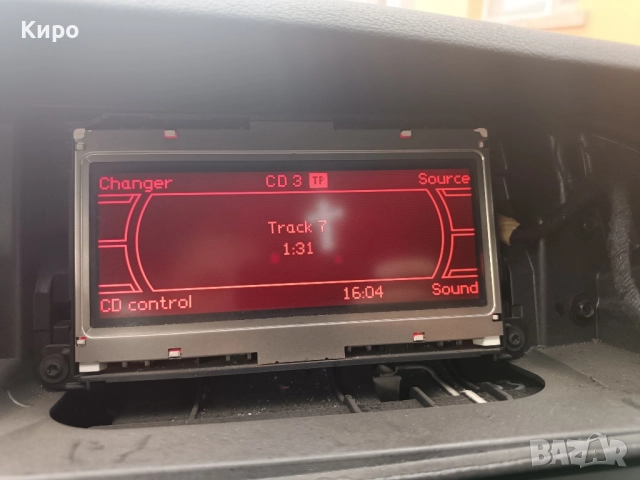 Киро
Changer CD 3 TP Source
Track 7
1:31
CD control 16:04 Sound
BAZAR